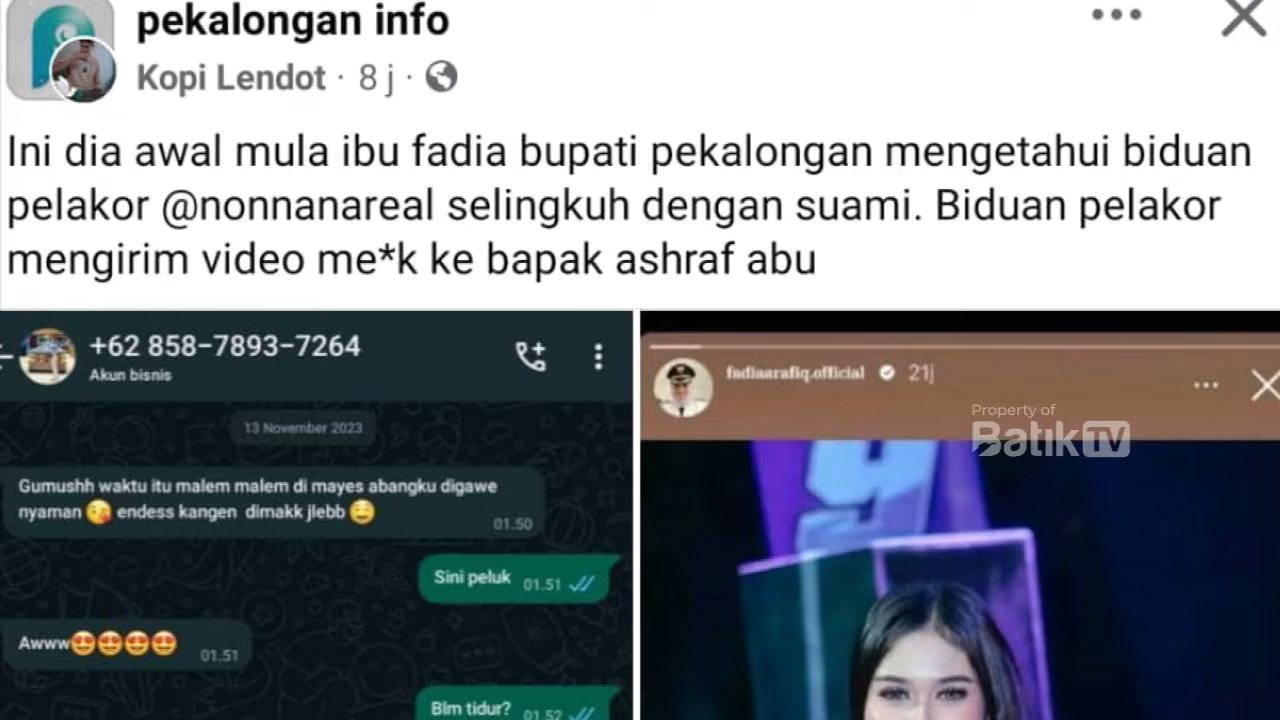 pekalongan info
Kopi Lendot · 8 j ·
Ini dia awal mula ibu fadia bupati pekalongan mengetahui biduan
pelakor @nonnanareal selingkuh dengan suami. Biduan pelakor
mengirim video me*k ke bapak ashraf abu
+62 858-7893-7264
Akun bisnis
13 November 2023
Gumushh waktu itu malem malem di mayes abangku digawe
nyaman 😘 endess kangen dimakk jlebb 🤤
01.50
Sini peluk 01.51
Awww😍😍😍😍 01.51
Blm tidur? 01.52
fadiaarafiq.official 21j
Property of
BatikTV
9